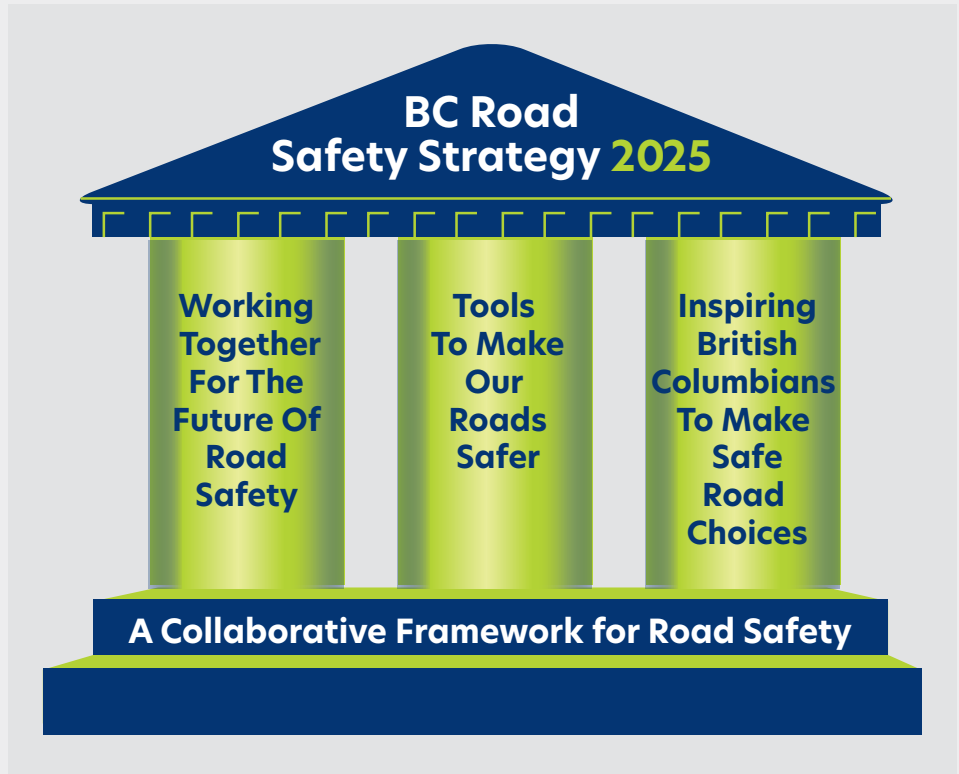 BC Road
Safety Strategy 2025
Working
Together
For The
Future Of
Road
Safety
Tools
To Make
Our
Roads
Safer
Inspiring
British
Columbians
To Make
Safe
Road
Choices
A Collaborative Framework for Road Safety